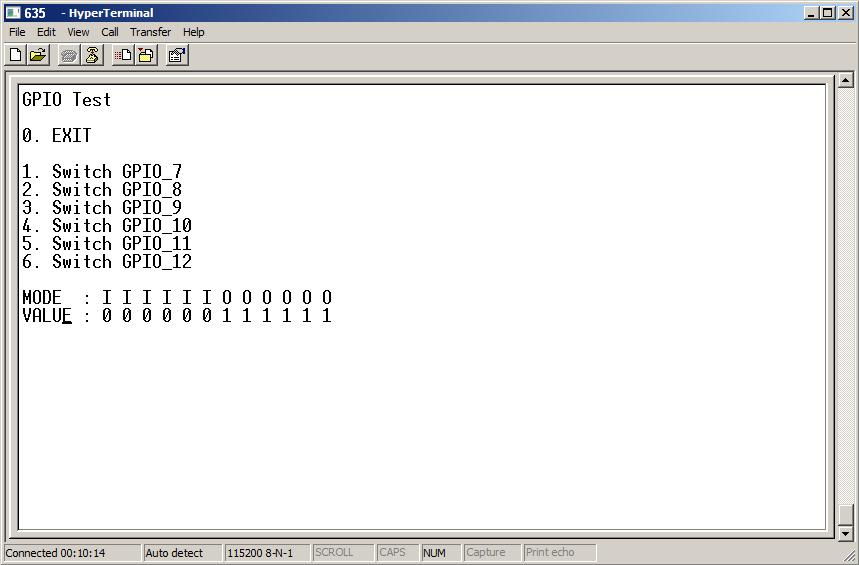 635 - HyperTerminal
File Edit View Call Transfer Help
GPIO Test
0. EXIT
1. Switch GPIO_7
2. Switch GPIO_8
3. Switch GPIO_9
4. Switch GPIO_10
5. Switch GPIO_11
6. Switch GPIO_12
MODE : I I I I I I O O O O O O
VALUE : 0 0 0 0 0 0 1 1 1 1 1 1
Connected 00:10:14 Auto detect 115200 8-N-1 SCROLL CAPS NUM Capture Print echo